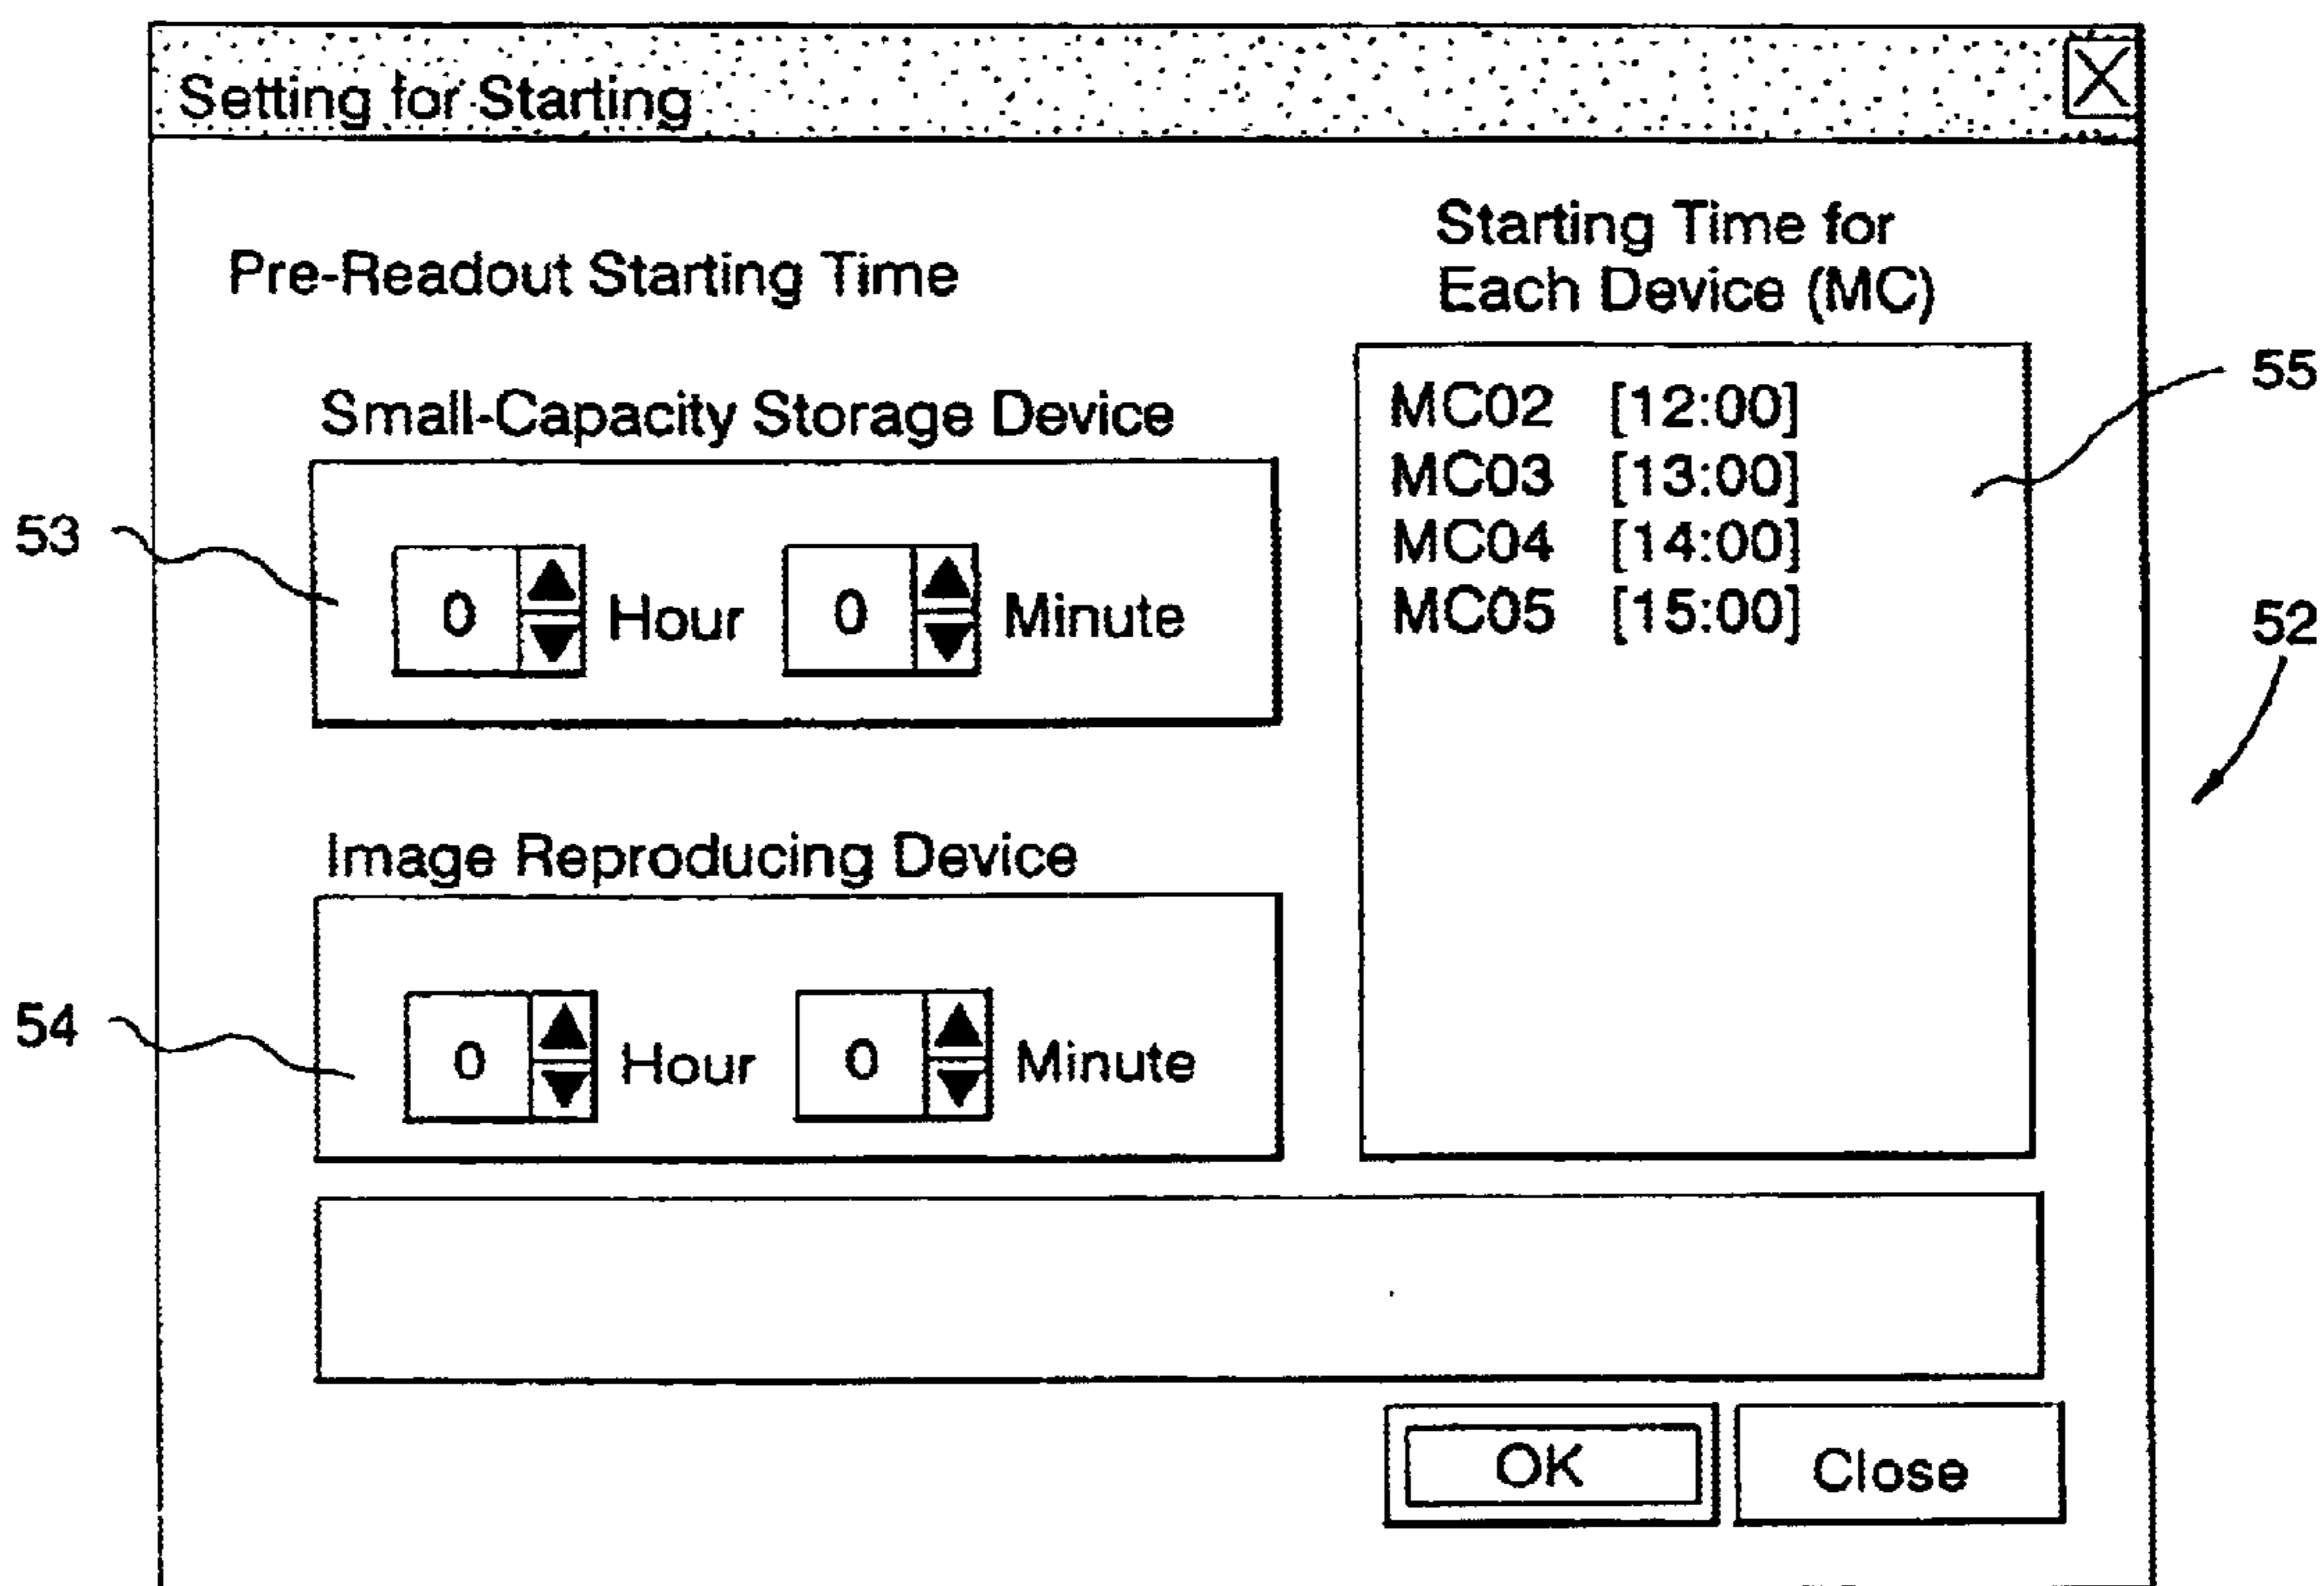 Setting for Starting
Pre-Readout Starting Time
Small-Capacity Storage Device
53
0 Hour 0 Minute
Image Reproducing Device
54
0 Hour 0 Minute
Starting Time for
Each Device (MC)
MC02 [12:00]
MC03 [13:00]
MC04 [14:00]
MC05 [15:00]
55
52
OK
Close